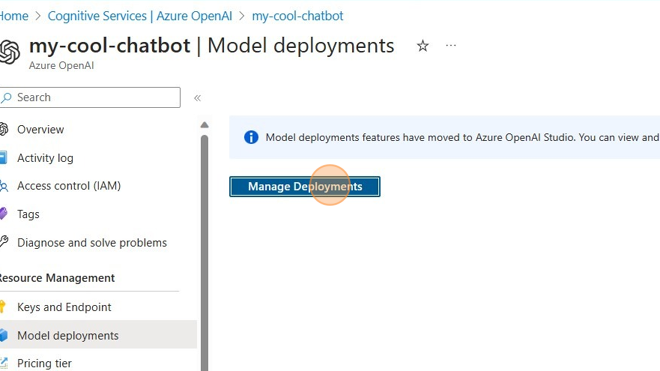 Home > Cognitive Services | Azure OpenAI > my-cool-chatbot
my-cool-chatbot | Model deployments ☆ ...
Azure OpenAI
Search «
Overview
Activity log
Access control (IAM)
Tags
Diagnose and solve problems
Resource Management
Keys and Endpoint
Model deployments
Pricing tier
Model deployments features have moved to Azure OpenAI Studio. You can view and
Manage Deployments